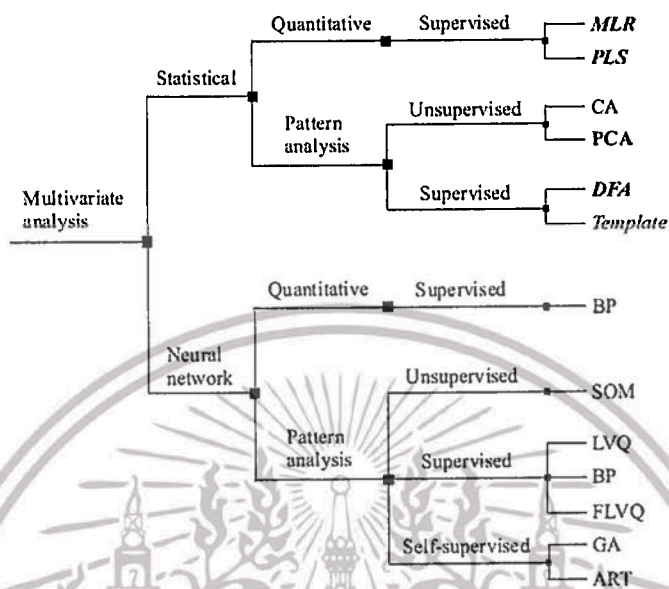 Quantitative
Supervised
MLR
PLS
Statistical
Pattern
analysis
Unsupervised
CA
PCA
Supervised
DFA
Template
Multivariate
analysis
Quantitative
Supervised
BP
Neural
network
Unsupervised
SOM
Pattern
analysis
Supervised
LVQ
BP
FLVQ
Self-supervised
GA
ART